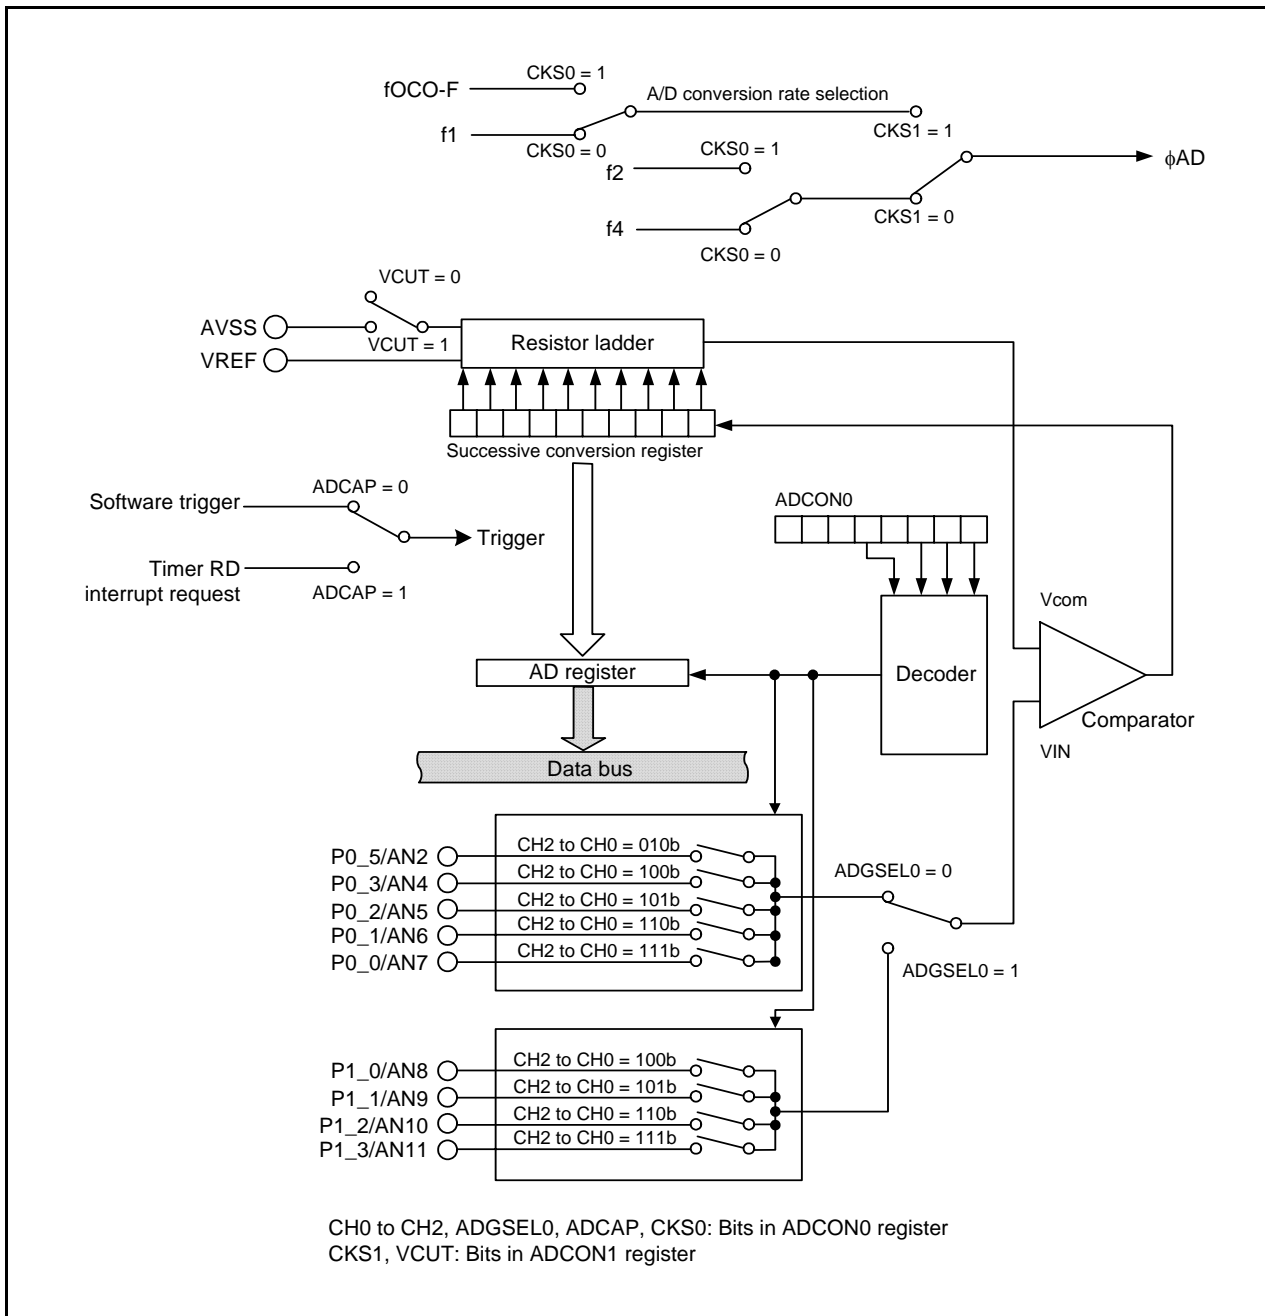 CKS0 = 1
fOCO-F
A/D conversion rate selection
f1
CKS0 = 0
CKS1 = 1
CKS0 = 1
f2
ϕAD
CKS1 = 0
f4
CKS0 = 0
VCUT = 0
AVSS
VCUT = 1
VREF
Resistor ladder
Successive conversion register
ADCAP = 0
Software trigger
Trigger
Timer RD
interrupt request
ADCAP = 1
ADCON0
Vcom
Decoder
Comparator
VIN
AD register
Data bus
P0_5/AN2 CH2 to CH0 = 010b
P0_3/AN4 CH2 to CH0 = 100b
P0_2/AN5 CH2 to CH0 = 101b
P0_1/AN6 CH2 to CH0 = 110b
P0_0/AN7 CH2 to CH0 = 111b
ADGSEL0 = 0
ADGSEL0 = 1
P1_0/AN8 CH2 to CH0 = 100b
P1_1/AN9 CH2 to CH0 = 101b
P1_2/AN10 CH2 to CH0 = 110b
P1_3/AN11 CH2 to CH0 = 111b
CH0 to CH2, ADGSEL0, ADCAP, CKS0: Bits in ADCON0 register
CKS1, VCUT: Bits in ADCON1 register